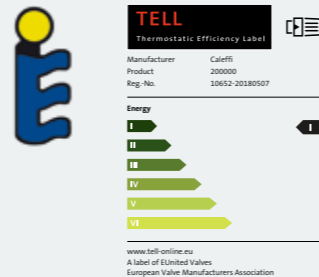 TELL
Thermostatic Efficiency Label
Manufacturer Caleffi
Product 200000
Reg.-No. 10652-20180507
Energy
I I
II
III
IV
V
VI
www.tell-online.eu
A label of EUnited Valves
European Valve Manufacturers Association